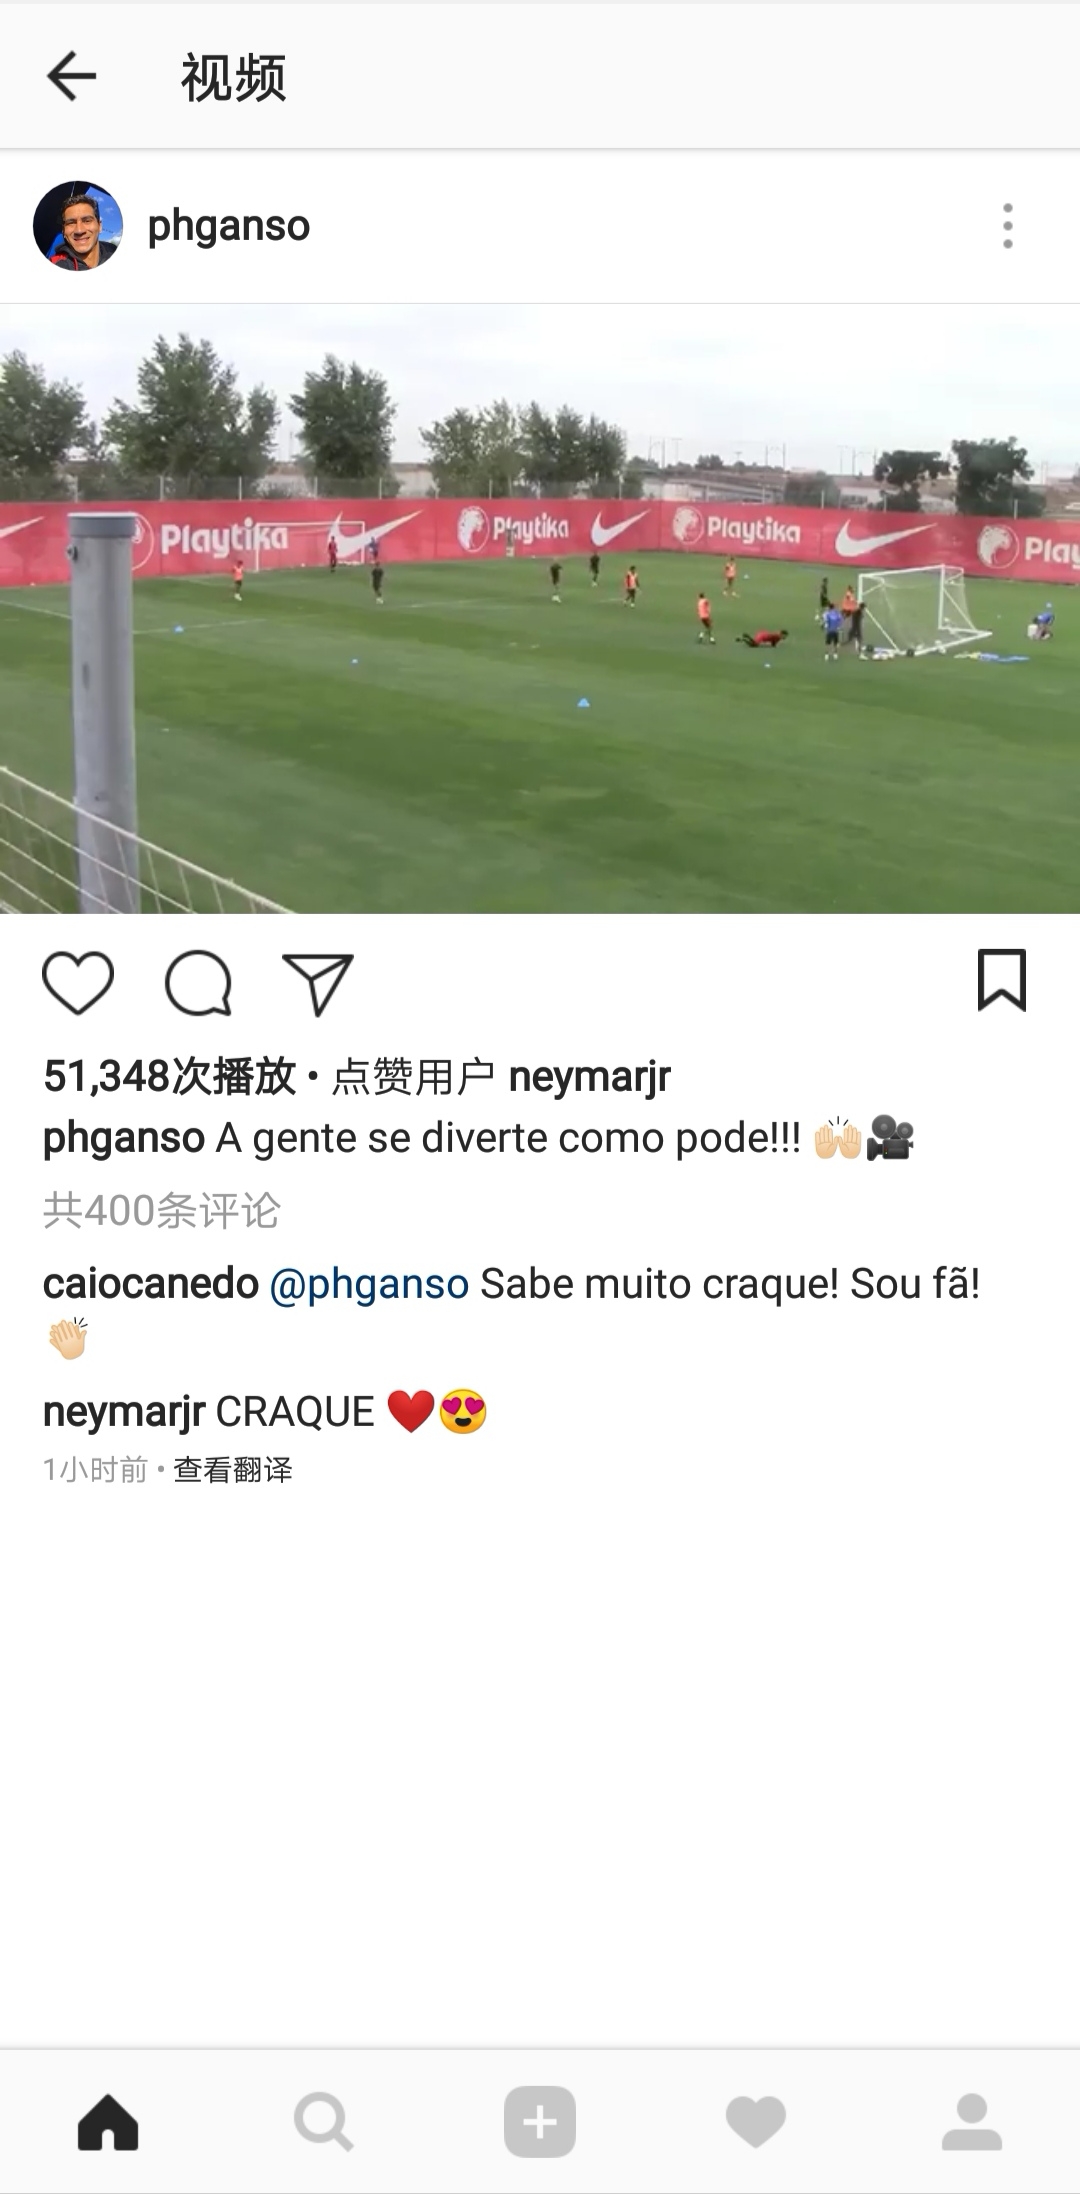 视频
phganso
Playtika
Playtika
Playtika
Play
51,348次播放 • 点赞用户 neymarjr
phganso A gente se diverte como pode!!! 🙌🏻🎥
共400条评论
caiocanedo @phganso Sabe muito craque! Sou fã!
👏🏻
neymarjr CRAQUE ❤️😍
1小时前 • 查看翻译